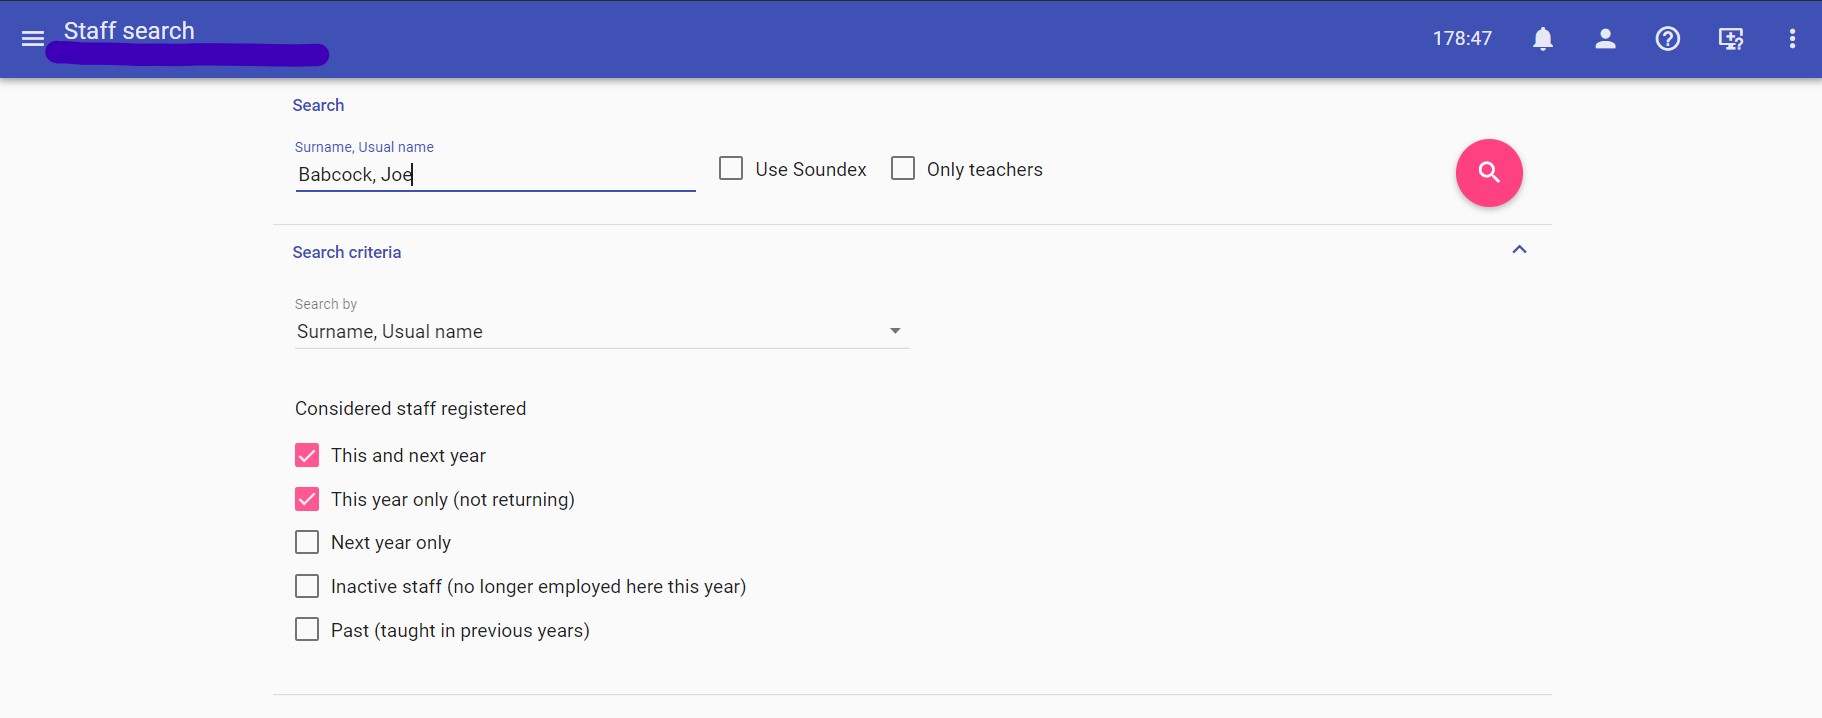 Staff search
178:47
Search
Surname, Usual name
Babcock, Joe
Use Soundex
Only teachers
Search criteria
Search by
Surname, Usual name
Considered staff registered
This and next year
This year only (not returning)
Next year only
Inactive staff (no longer employed here this year)
Past (taught in previous years)